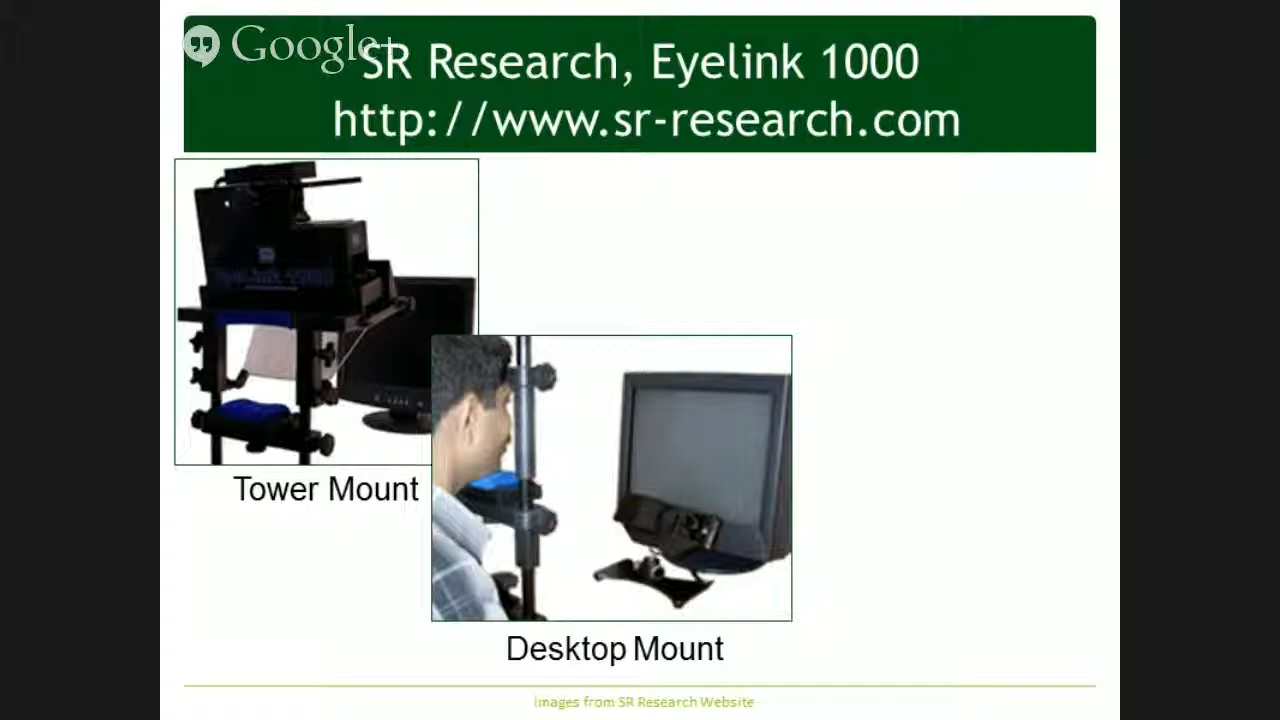 Google+
SR Research, Eyelink 1000
http://www.sr-research.com
Tower Mount
Desktop Mount
Images from SR Research Website